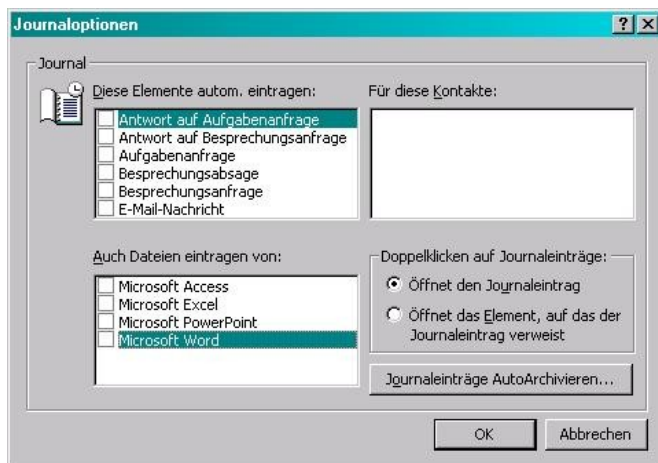 Journaloptionen
Journal
Diese Elemente autom. eintragen:
Antwort auf Aufgabenanfrage
Antwort auf Besprechungsanfrage
Aufgabenanfrage
Besprechungsabsage
Besprechungsanfrage
E-Mail-Nachricht
Für diese Kontakte:
Auch Dateien eintragen von:
Microsoft Access
Microsoft Excel
Microsoft PowerPoint
Microsoft Word
Doppelklicken auf Journaleinträge:
Öffnet den Journaleintrag
Öffnet das Element, auf das der
Journaleintrag verweist
Journaleinträge AutoArchivieren...
OK
Abbrechen